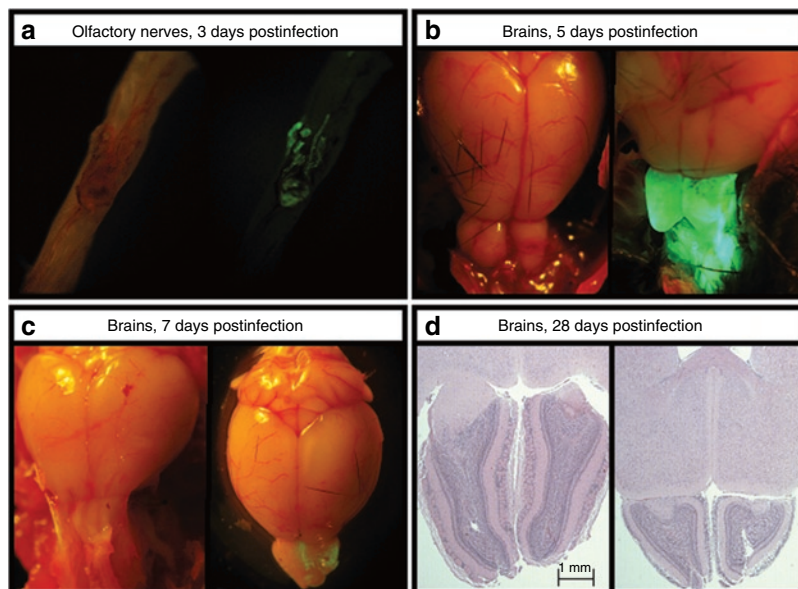 a
Olfactory nerves, 3 days postinfection
b
Brains, 5 days postinfection
c
Brains, 7 days postinfection
d
Brains, 28 days postinfection
1 mm